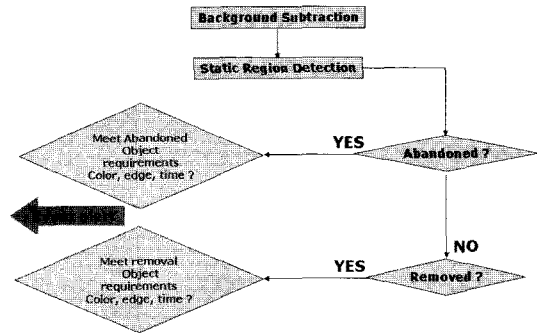 Background Subtraction
Static Region Detection
Meet Abandoned
Object
requirements
Color, edge, time ?
YES
Abandoned ?
NO
Meet removal
Object
requirements
Color, edge, time ?
YES
Removed ?